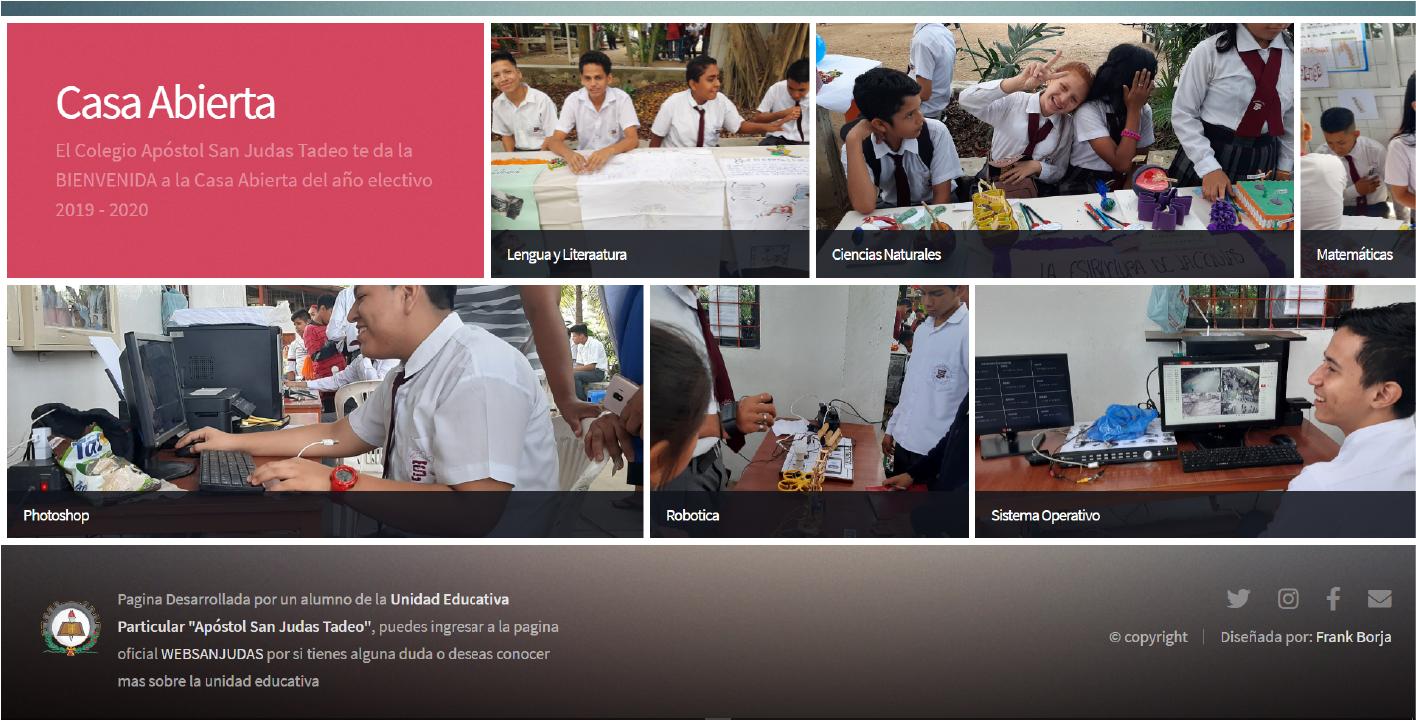 Casa Abierta
El Colegio Apóstol San Judas Tadeo te da la
BIENVENIDA a la Casa Abierta del año electivo
2019 - 2020
Lengua y Literaatura
LA ESTRUCTURA DE
Ciencias Naturales
Matemáticas
Photoshop
Robotica
Sistema Operativo
Pagina Desarrollada por un alumno de la Unidad Educativa
Particular "Apóstol San Judas Tadeo", puedes ingresar a la pagina
oficial WEBSANJUDAS por si tienes alguna duda o deseas conocer
mas sobre la unidad educativa
© copyright
Diseñada por: Frank Borja